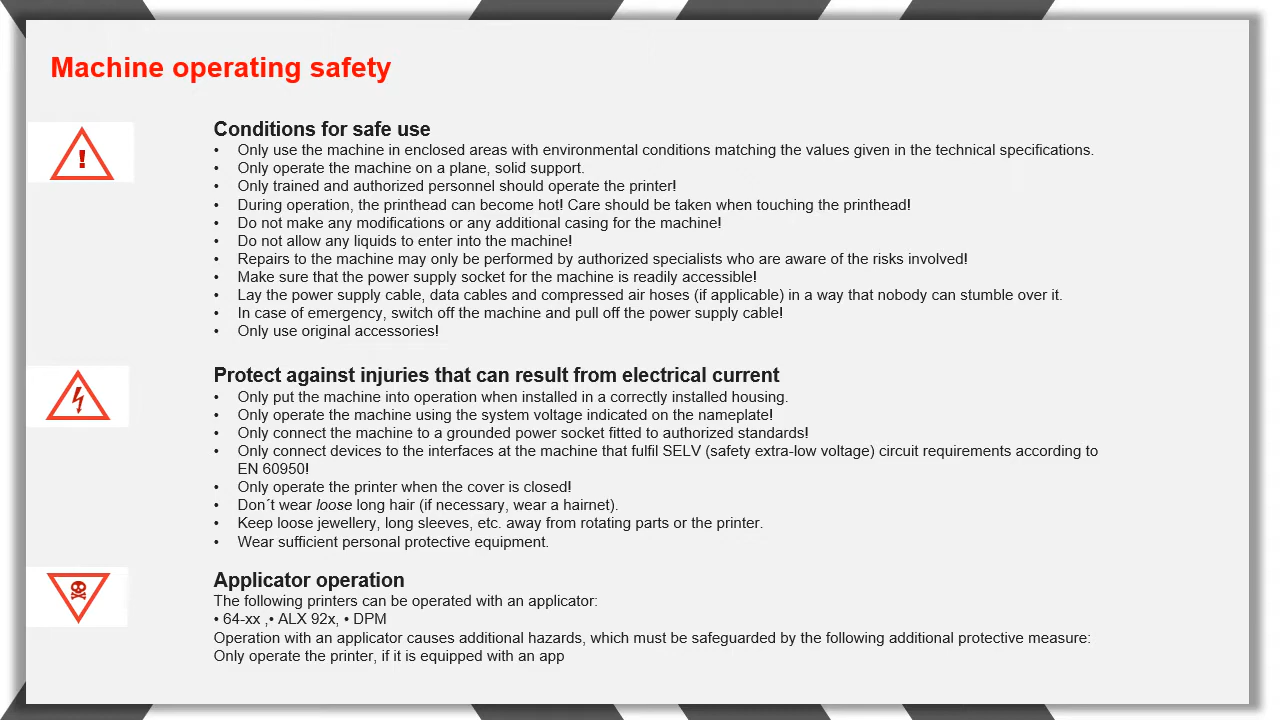 Machine operating safety
Conditions for safe use
• Only use the machine in enclosed areas with environmental conditions matching the values given in the technical specifications.
• Only operate the machine on a plane, solid support.
• Only trained and authorized personnel should operate the printer!
• During operation, the printhead can become hot! Care should be taken when touching the printhead!
• Do not make any modifications or any additional casing for the machine!
• Do not allow any liquids to enter into the machine!
• Repairs to the machine may only be performed by authorized specialists who are aware of the risks involved!
• Make sure that the power supply socket for the machine is readily accessible!
• Lay the power supply cable, data cables and compressed air hoses (if applicable) in a way that nobody can stumble over it.
• In case of emergency, switch off the machine and pull off the power supply cable!
• Only use original accessories!
Protect against injuries that can result from electrical current
• Only put the machine into operation when installed in a correctly installed housing.
• Only operate the machine using the system voltage indicated on the nameplate!
• Only connect the machine to a grounded power socket fitted to authorized standards!
• Only connect devices to the interfaces at the machine that fulfil SELV (safety extra-low voltage) circuit requirements according to
EN 60950!
• Only operate the printer when the cover is closed!
• Don´t wear loose long hair (if necessary, wear a hairnet).
• Keep loose jewellery, long sleeves, etc. away from rotating parts or the printer.
• Wear sufficient personal protective equipment.
Applicator operation
The following printers can be operated with an applicator:
• 64-xx ,• ALX 92x, • DPM
Operation with an applicator causes additional hazards, which must be safeguarded by the following additional protective measure:
Only operate the printer, if it is equipped with an app